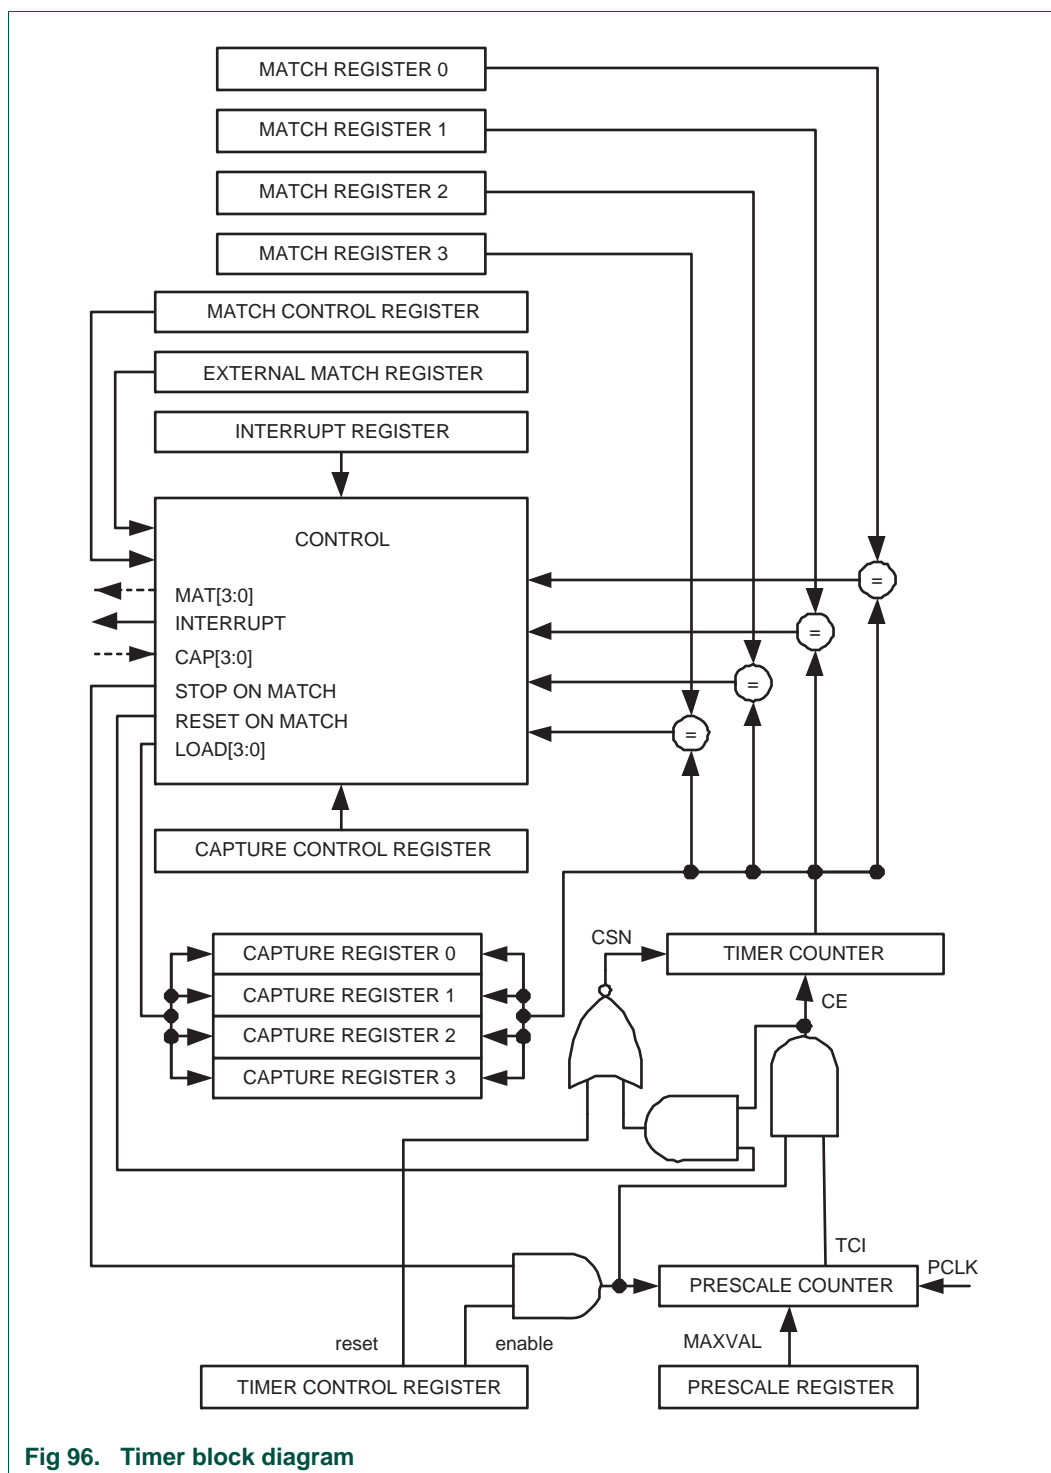 MATCH REGISTER 0
MATCH REGISTER 1
MATCH REGISTER 2
MATCH REGISTER 3
MATCH CONTROL REGISTER
EXTERNAL MATCH REGISTER
INTERRUPT REGISTER
CONTROL
MAT[3:0]
INTERRUPT
CAP[3:0]
STOP ON MATCH
RESET ON MATCH
LOAD[3:0]
=
=
=
=
CAPTURE CONTROL REGISTER
CSN
TIMER COUNTER
CE
CAPTURE REGISTER 0
CAPTURE REGISTER 1
CAPTURE REGISTER 2
CAPTURE REGISTER 3
TCI
PCLK
PRESCALE COUNTER
reset
enable
MAXVAL
TIMER CONTROL REGISTER
PRESCALE REGISTER
Fig 96. Timer block diagram